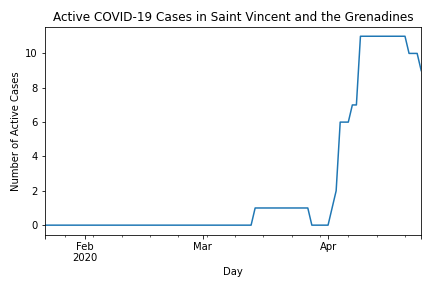 Active COVID-19 Cases in Saint Vincent and the Grenadines
Number of Active Cases
10
8
6
4
2
0
Feb
2020
Mar
Apr
Day